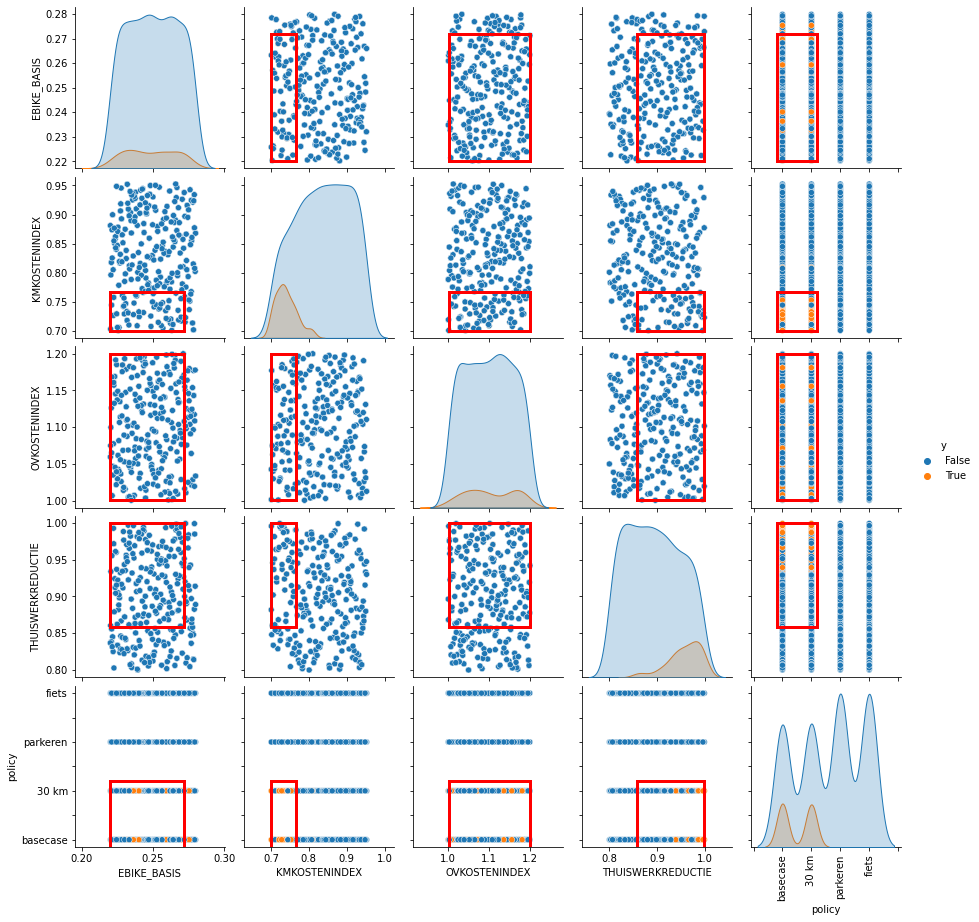 0.28
0.27
0.26
0.25
0.24
0.23
0.22
EBIKE_BASIS
0.95
0.90
0.85
0.80
0.75
0.70
KMKOSTENINDEX
1.20
1.15
1.10
1.05
1.00
OVKOSTENINDEX
y
False
True
1.00
0.95
0.90
0.85
0.80
THUISWERKREDUCTIE
fiets
parkeren
30 km
basecase
policy
0.20 0.25 0.30 0.7 0.8 0.9 1.0 1.0 1.1 1.2 0.8 0.9 1.0 basecase 30 km parkeren fiets
EBIKE_BASIS KMKOSTENINDEX OVKOSTENINDEX THUISWERKREDUCTIE policy